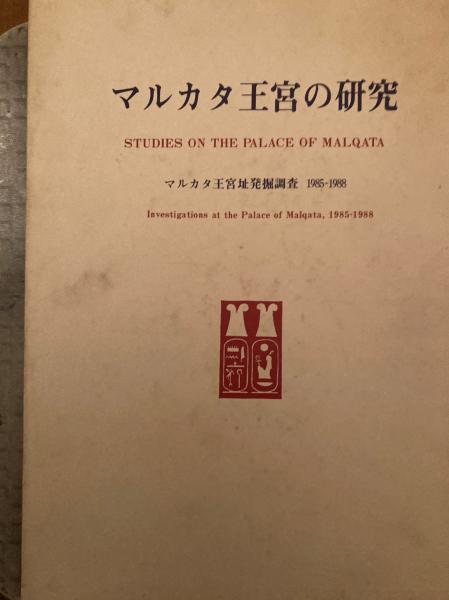 マルカタ王宮の研究
STUDIES ON THE PALACE OF MALQATA
マルカタ王宮址発掘調査 1985-1988
Investigations at the Palace of Malqata, 1985-1988